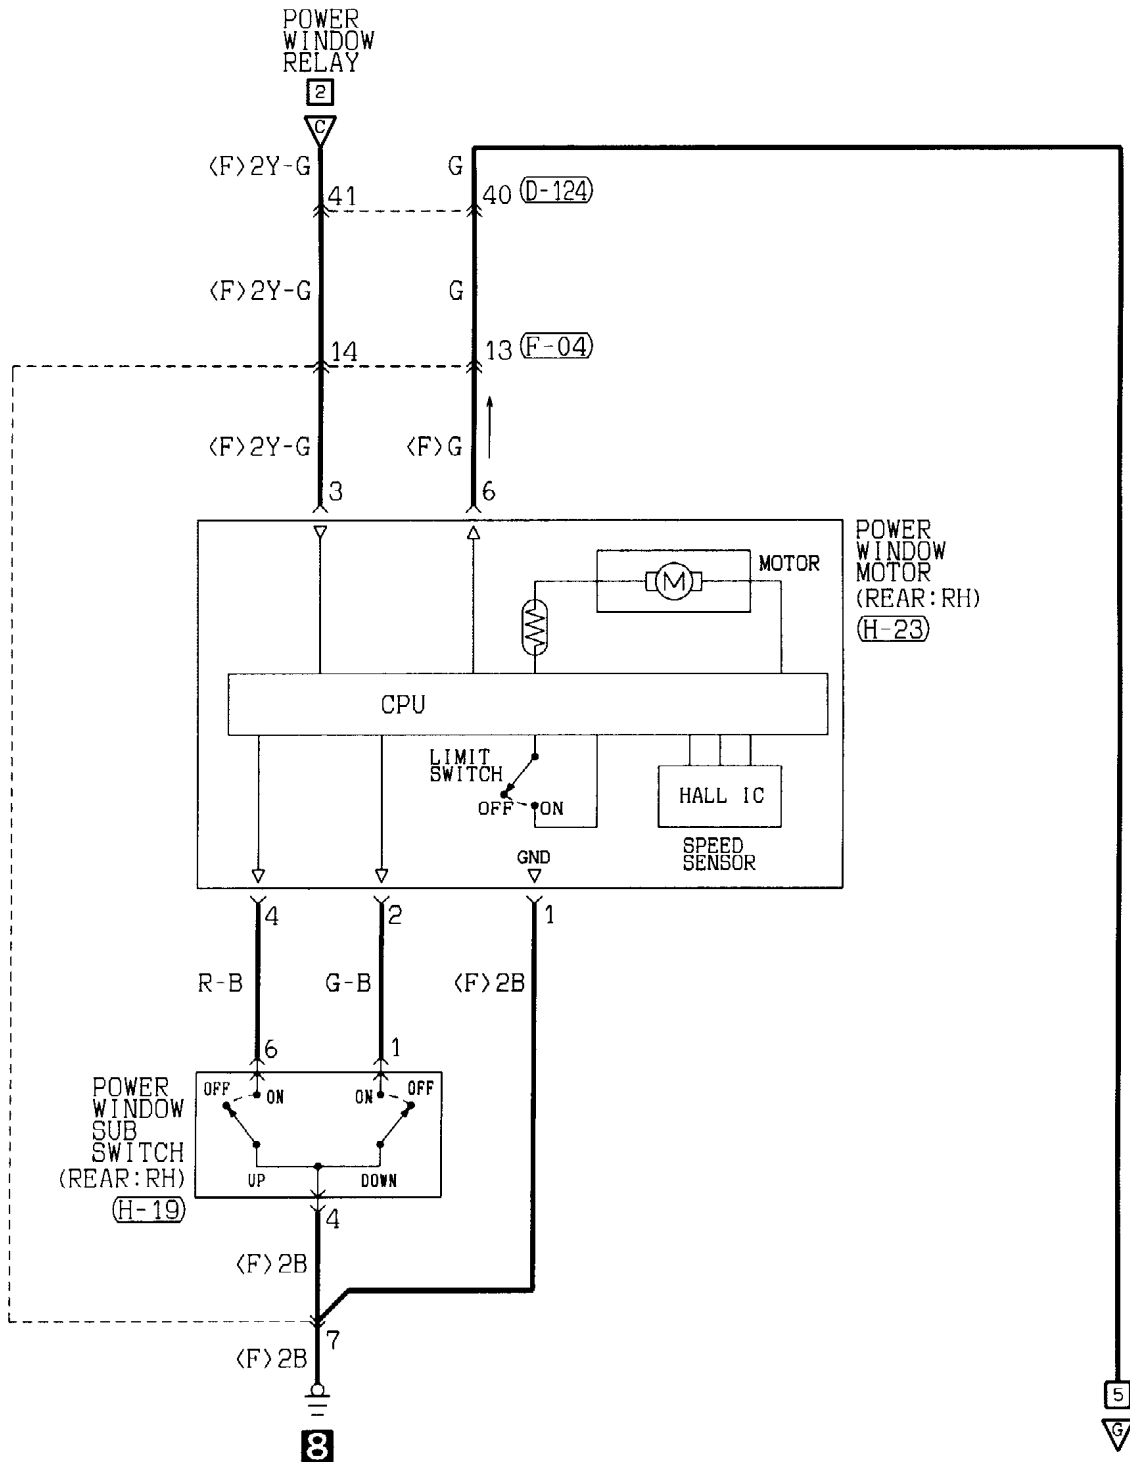 POWER
WINDOW
RELAY
2
C
<F>2Y-G
G
41
40 D-124
<F>2Y-G
G
14
13 F-04
<F>2Y-G
<F>G
3
6
POWER
WINDOW
MOTOR
(REAR:RH)
H-23
MOTOR
M
CPU
LIMIT
SWITCH
OFF
ON
HALL IC
SPEED
SENSOR
GND
4
2
1
R-B
G-B
<F>2B
6
1
POWER
WINDOW
SUB
SWITCH
(REAR:RH)
H-19
OFF
ON
ON
OFF
UP
DOWN
4
<F>2B
7
<F>2B
8
5
G